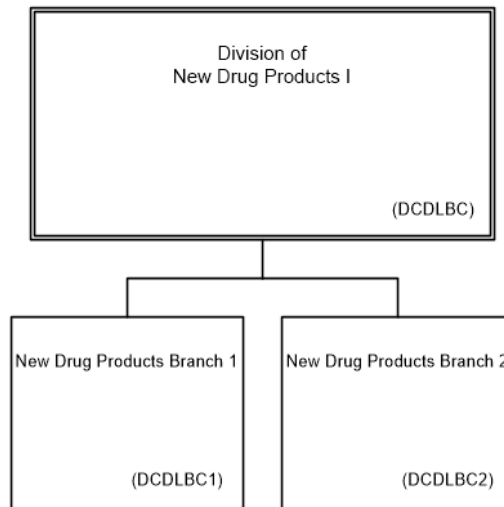 Division of
New Drug Products I
(DCDLBC)
New Drug Products Branch 1
New Drug Products Branch 2
(DCDLBC1)
(DCDLBC2)